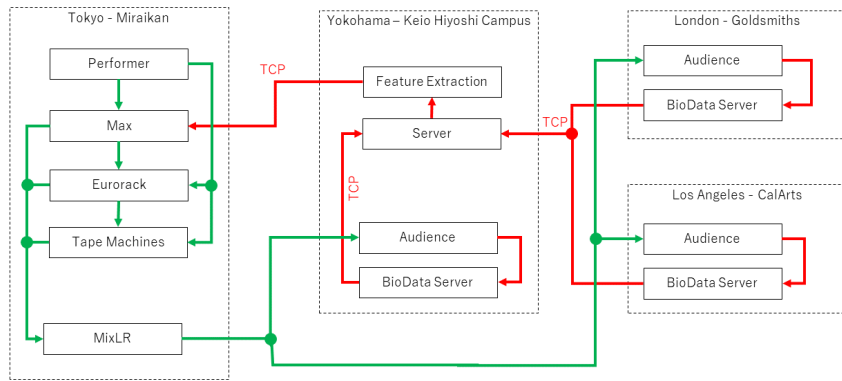 Tokyo - Miraikan
Performer
Max
Eurorack
Tape Machines
MixLR
TCP
Yokohama – Keio Hiyoshi Campus
Feature Extraction
Server
TCP
Audience
BioData Server
TCP
London - Goldsmiths
Audience
BioData Server
Los Angeles - CalArts
Audience
BioData Server